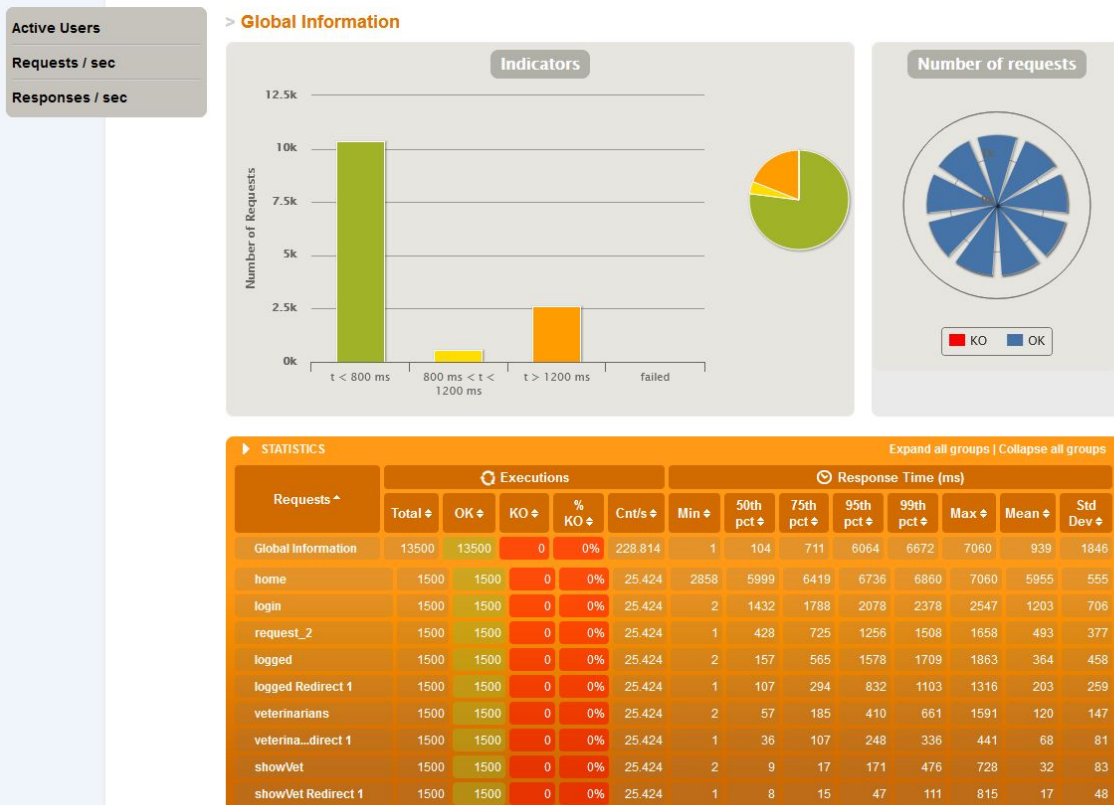 Active Users
Requests / sec
Responses / sec
> Global Information
Indicators
12.5k
10k
7.5k
5k
2.5k
0k
Number of Requests
t < 800 ms
800 ms < t <
1200 ms
t > 1200 ms
failed
Number of requests
KO
OK
STATISTICS
Expand all groups | Collapse all groups
Requests
Executions
Response Time (ms)
Total OK KO % KO Cnt/s Min 50th pct 75th pct 95th pct 99th pct Max Mean Std Dev
Global Information 13500 13500 0 0% 228.814 1 104 711 6064 6672 7060 939 1846
home 1500 1500 0 0% 25.424 2858 5999 6419 6736 6860 7060 5955 555
login 1500 1500 0 0% 25.424 2 1432 1788 2078 2378 2547 1203 706
request_2 1500 1500 0 0% 25.424 1 428 725 1256 1508 1658 493 377
logged 1500 1500 0 0% 25.424 2 157 565 1578 1709 1863 364 458
logged Redirect 1 1500 1500 0 0% 25.424 1 107 294 832 1103 1316 203 259
veterinarians 1500 1500 0 0% 25.424 2 57 185 410 661 1591 120 147
veterina...direct 1 1500 1500 0 0% 25.424 1 36 107 248 336 441 68 81
showVet 1500 1500 0 0% 25.424 2 9 17 171 476 728 32 83
showVet Redirect 1 1500 1500 0 0% 25.424 1 8 15 47 111 815 17 48